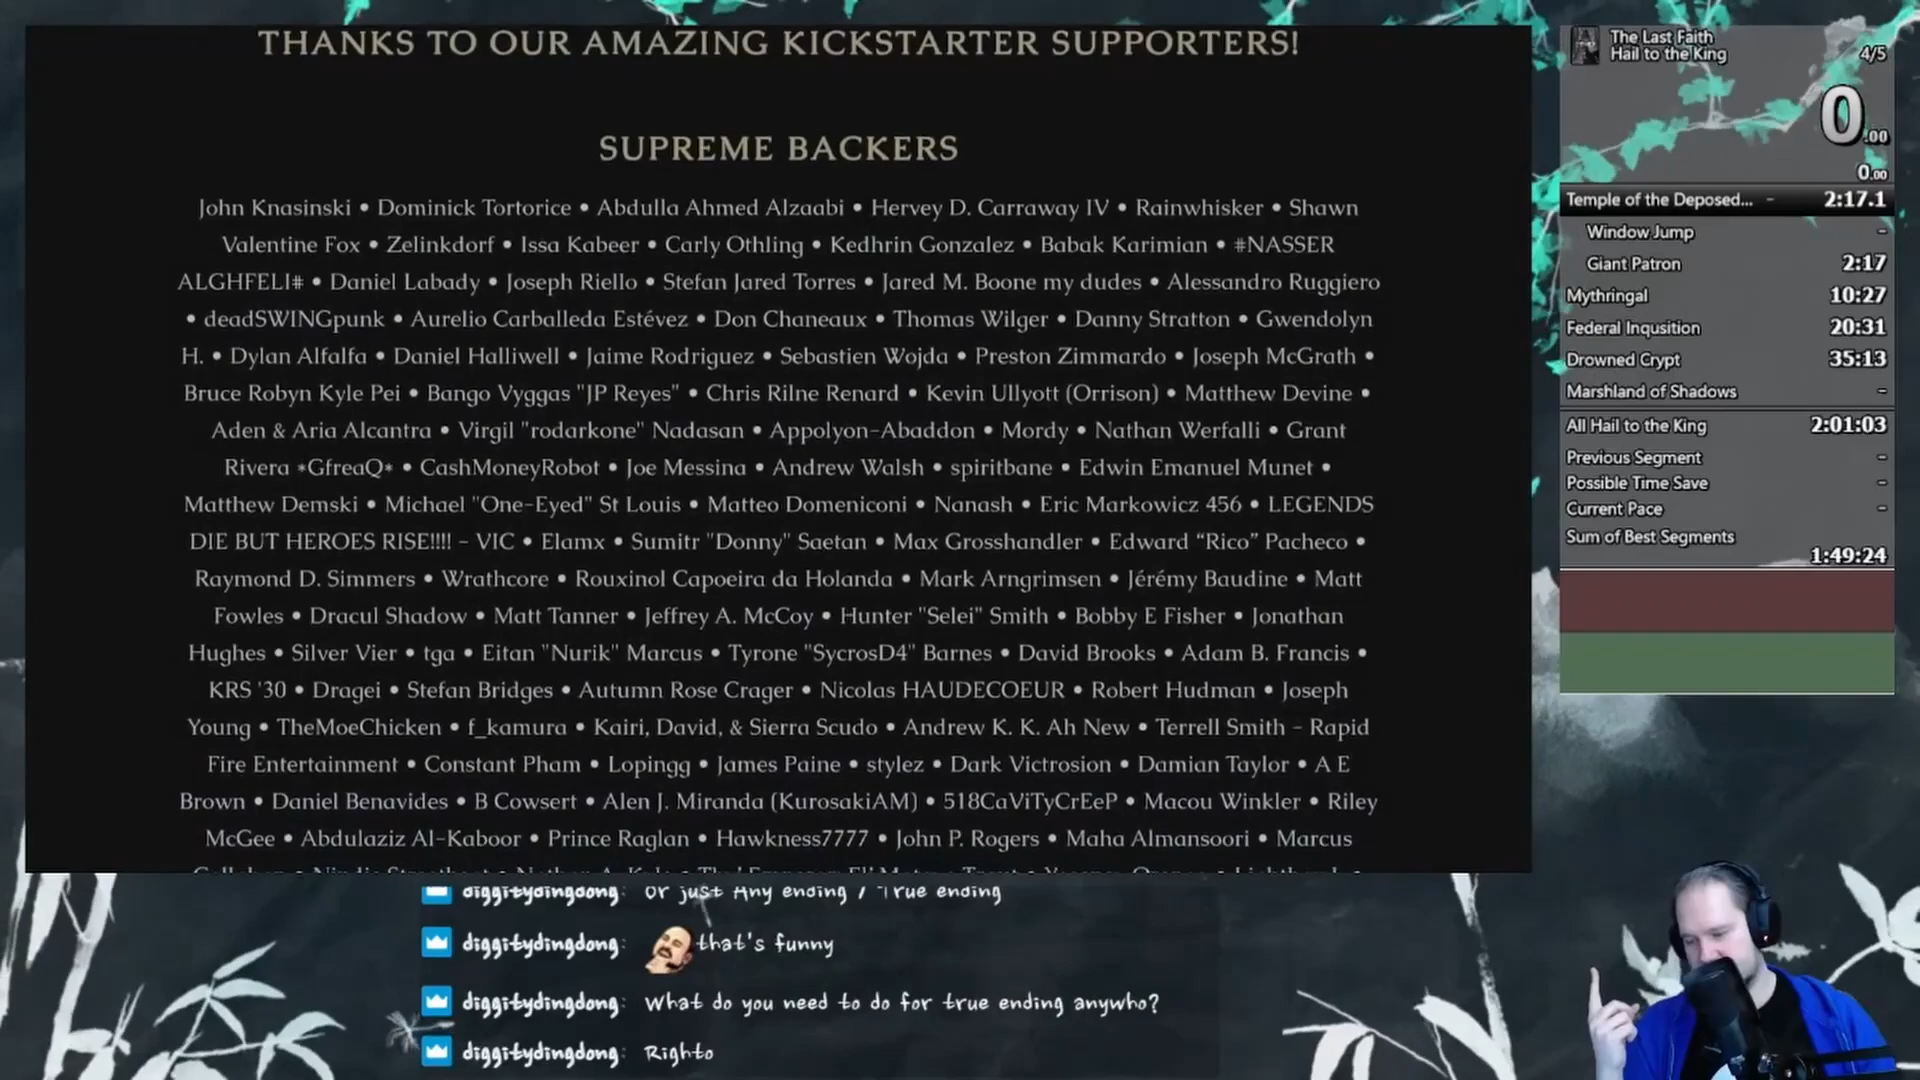 THANKS TO OUR AMAZING KICKSTARTER SUPPORTERS!
SUPREME BACKERS
John Knasinski • Dominick Tortorice • Abdulla Ahmed Alzaabi • Hervey D. Carraway IV • Rainwhisker • Shawn
Valentine Fox • Zelinkdorf • Issa Kabeer • Carly Othling • Kedhrin Gonzalez • Babak Karimian • #NASSER
ALGHFELI# • Daniel Labady • Joseph Riello • Stefan Jared Torres • Jared M. Boone my dudes • Alessandro Ruggiero
• deadSWINGpunk • Aurelio Carballeda Estévez • Don Chaneaux • Thomas Wilger • Danny Stratton • Gwendolyn
H. • Dylan Alfalfa • Daniel Halliwell • Jaime Rodriguez • Sebastien Wojda • Preston Zimmardo • Joseph McGrath •
Bruce Robyn Kyle Pei • Bango Vyggas "JP Reyes" • Chris Rilne Renard • Kevin Ullyott (Orrison) • Matthew Devine •
Aden & Aria Alcantra • Virgil "rodarkone" Nadasan • Appolyon-Abaddon • Mordy • Nathan Werfalli • Grant
Rivera *GfreaQ* • CashMoneyRobot • Joe Messina • Andrew Walsh • spiritbane • Edwin Emanuel Munet •
Matthew Demski • Michael "One-Eyed" St Louis • Matteo Domeniconi • Nanash • Eric Markowicz 456 • LEGENDS
DIE BUT HEROES RISE!!!! - VIC • Elamx • Sumitr "Donny" Saetan • Max Grosshandler • Edward “Rico” Pacheco •
Raymond D. Simmers • Wrathcore • Rouxinol Capoeira da Holanda • Mark Arngrimsen • Jérémy Baudine • Matt
Fowles • Dracul Shadow • Matt Tanner • Jeffrey A. McCoy • Hunter "Selei" Smith • Bobby E Fisher • Jonathan
Hughes • Silver Vier • tga • Eitan "Nurik" Marcus • Tyrone "SycrosD4" Barnes • David Brooks • Adam B. Francis •
KRS '30 • Dragei • Stefan Bridges • Autumn Rose Crager • Nicolas HAUDECOEUR • Robert Hudman • Joseph
Young • TheMoeChicken • f_kamura • Kairi, David, & Sierra Scudo • Andrew K. K. Ah New • Terrell Smith - Rapid
Fire Entertainment • Constant Pham • Lopingg • James Paine • stylez • Dark Victrosion • Damian Taylor • A E
Brown • Daniel Benavides • B Cowsert • Alen J. Miranda (KurosakiAM) • 518CaViTyCrEeP • Macou Winkler • Riley
McGee • Abdulaziz Al-Kaboor • Prince Raglan • Hawkness7777 • John P. Rogers • Maha Almansoori • Marcus
diggitydingdong: Or just Any ending / True ending
diggitydingdong: that's funny
diggitydingdong: What do you need to do for true ending anywho?
diggitydingdong: Righto
The Last Faith
Hail to the King 4/5
0.00
0.00
Temple of the Deposed... - 2:17.1
Window Jump -
Giant Patron 2:17
Mythringal 10:27
Federal Inqusition 20:31
Drowned Crypt 35:13
Marshland of Shadows -
All Hail to the King 2:01:03
Previous Segment -
Possible Time Save -
Current Pace -
Sum of Best Segments
1:49:24